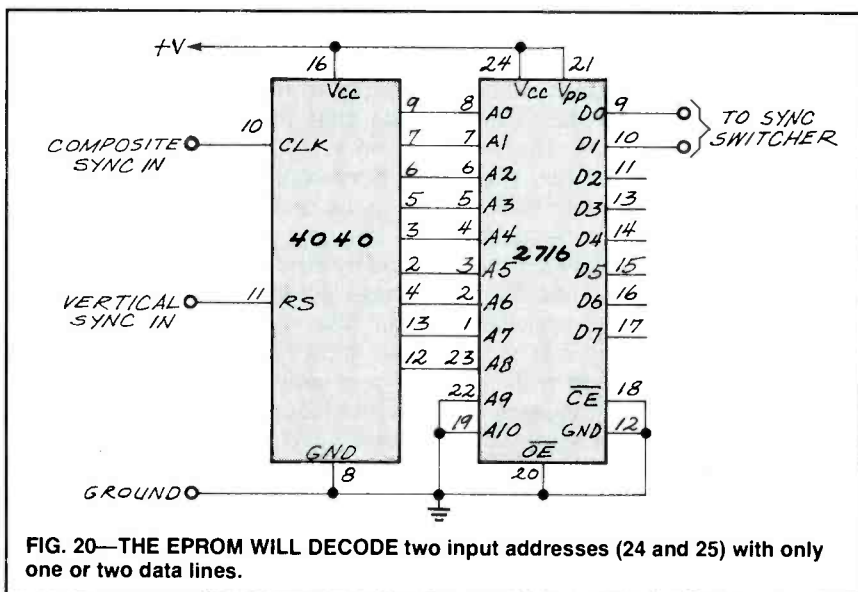 +V
16
24
21
Vcc
Vcc
Vpp
COMPOSITE
SYNC IN
10
CLK
9
8
A0
D0
9
TO SYNC
SWITCHER
7
7
A1
D1
10
6
6
A2
D2
11
5
5
A3
D3
13
4040
3
4
A4
2716
D4
14
2
3
A5
D5
15
VERTICAL
SYNC IN
11
RS
4
2
A6
D6
16
13
1
A7
D7
17
12
23
A8
22
A9
CE
18
19
A10
GND
12
GND
8
OE
20
GROUND
FIG. 20—THE EPROM WILL DECODE two input addresses (24 and 25) with only
one or two data lines.